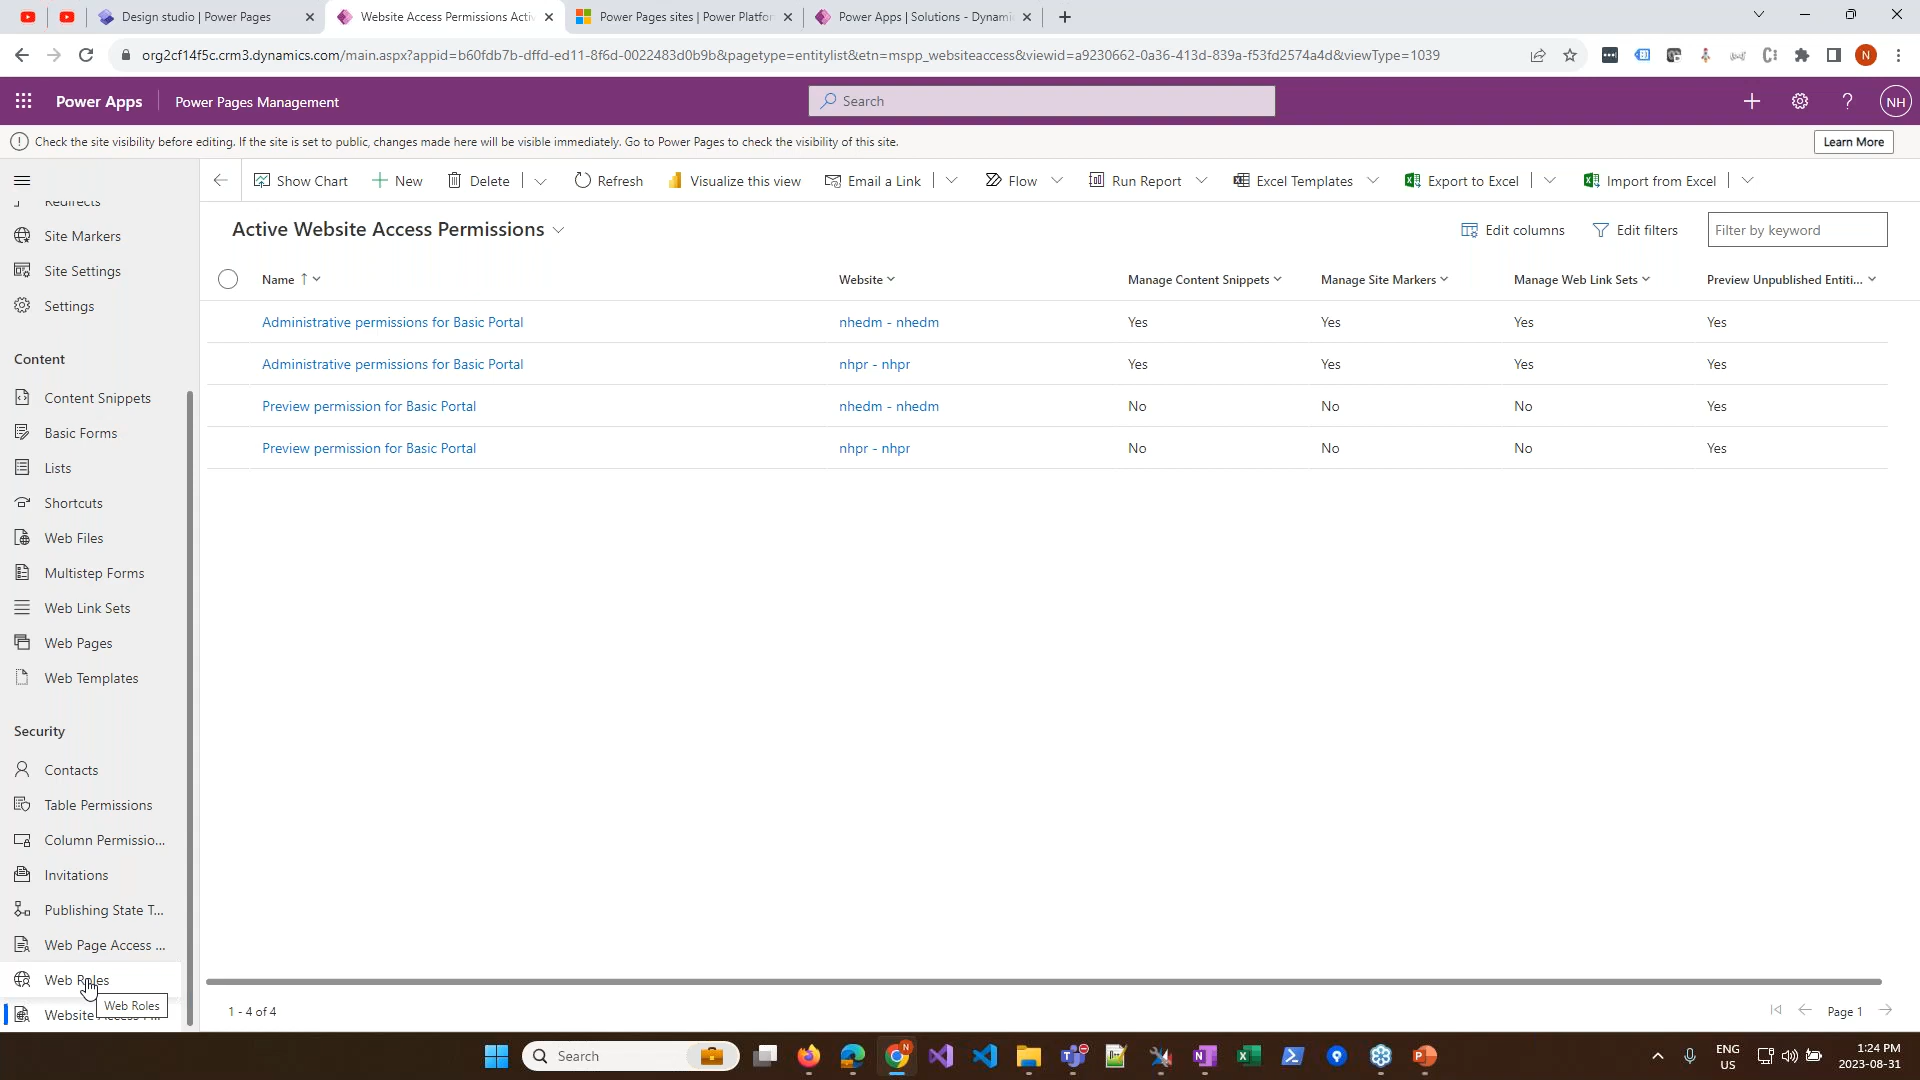 Design studio | Power Pages
Website Access Permissions Acti
Power Pages sites | Power Platfor
Power Apps | Solutions - Dynami
org2cf14f5c.crm3.dynamics.com/main.aspx?appid=b60fdb7b-dffd-ed11-8f6d-0022483d0b9b&pagetype=entitylist&etn=mspp_websiteaccess&viewid=a9230662-0a36-413d-839a-f53fd2574a4d&viewType=1039
N
Power Apps
Power Pages Management
Search
NH
Check the site visibility before editing. If the site is set to public, changes made here will be visible immediately. Go to Power Pages to check the visibility of this site.
Learn More
Show Chart
New
Delete
Refresh
Visualize this view
Email a Link
Flow
Run Report
Excel Templates
Export to Excel
Import from Excel
Redirects
Site Markers
Site Settings
Settings
Content
Content Snippets
Basic Forms
Lists
Shortcuts
Web Files
Multistep Forms
Web Link Sets
Web Pages
Web Templates
Security
Contacts
Table Permissions
Column Permissio...
Invitations
Publishing State T...
Web Page Access ...
Web Roles
Web Roles
Website
Active Website Access Permissions
Edit columns
Edit filters
Filter by keyword
Name ↑ Website Manage Content Snippets Manage Site Markers Manage Web Link Sets Preview Unpublished Entiti...
Administrative permissions for Basic Portal nhedm - nhedm Yes Yes Yes Yes
Administrative permissions for Basic Portal nhpr - nhpr Yes Yes Yes Yes
Preview permission for Basic Portal nhedm - nhedm No No No Yes
Preview permission for Basic Portal nhpr - nhpr No No No Yes
1 - 4 of 4
Page 1
Search
N
ENG
US
1:24 PM
2023-08-31